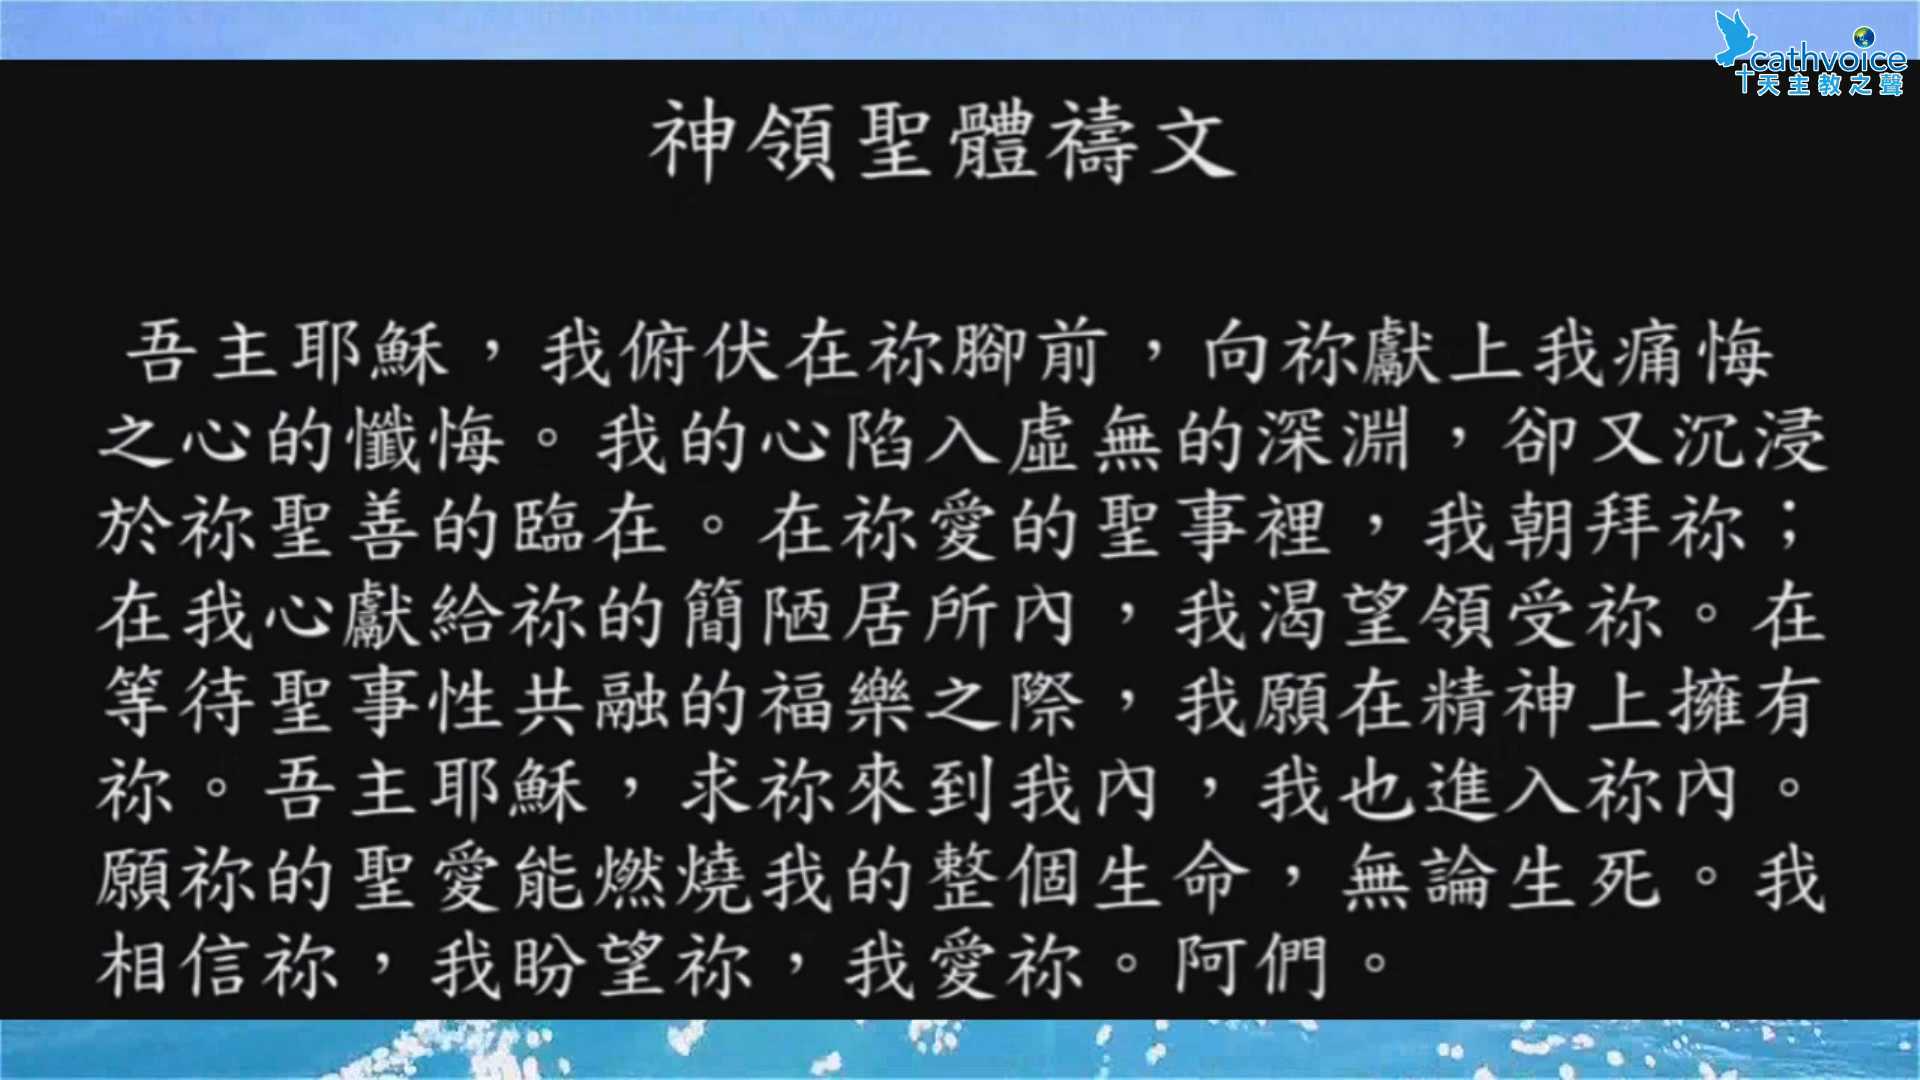 cathvoice
天主教之聲
神領聖體禱文
吾主耶穌，我俯伏在祢腳前，向祢獻上我痛悔
之心的懺悔。我的心陷入虛無的深淵，卻又沉浸
於祢聖善的臨在。在祢愛的聖事裡，我朝拜祢；
在我心獻給祢的簡陋居所內，我渴望領受祢。在
等待聖事性共融的福樂之際，我願在精神上擁有
祢。吾主耶穌，求祢來到我內，我也進入祢內。
願祢的聖愛能燃燒我的整個生命，無論生死。我
相信祢，我盼望祢，我愛祢。阿們。